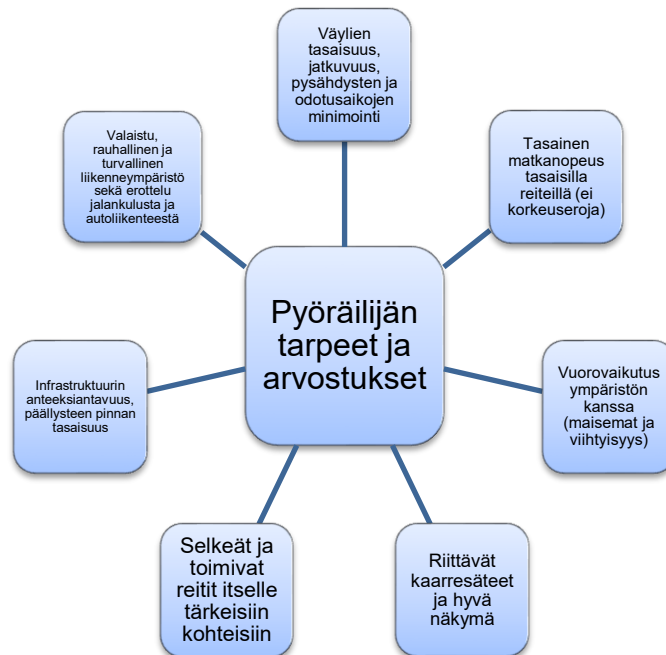 Väylien
tasaisuus,
jatkuvuus,
pysähdysten ja
odotusaikojen
minimointi
Tasainen
matkanopeus
tasaisilla
reiteillä (ei
korkeuseroja)
Vuorovaikutus
ympäristön
kanssa
(maisemat ja
viihtyisyys)
Riittävät
kaarresäteet
ja hyvä
näkymä
Selkeät ja
toimivat
reitit itselle
tärkeisiin
kohteisiin
Infrastruktuurin
anteeksiantavuus,
päällysteen pinnan
tasaisuus
Valaistu,
rauhallinen ja
turvallinen
liikenneympäristö
sekä erottelu
jalankulusta ja
autoliikenteestä
Pyöräilijän
tarpeet ja
arvostukset